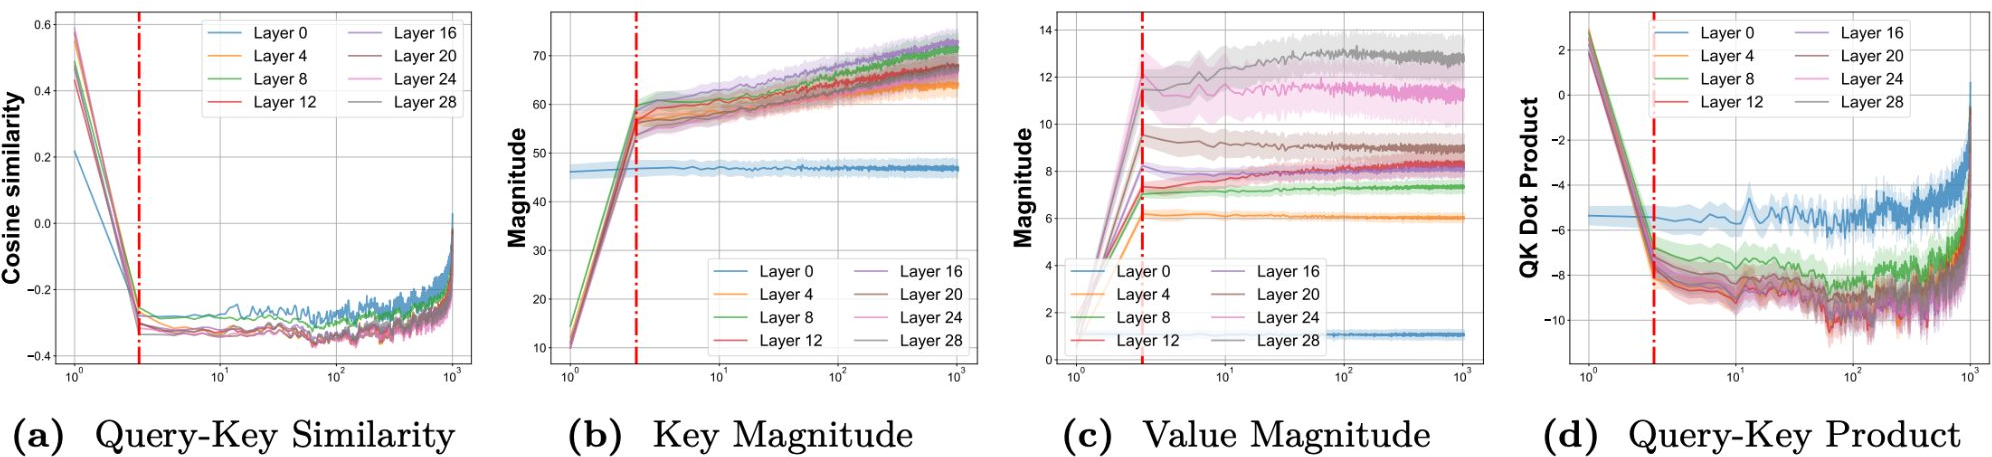 Cosine similarity
0.6
0.4
0.2
0.0
−0.2
−0.4
10⁰ 10¹ 10² 10³
Layer 0 Layer 16
Layer 4 Layer 20
Layer 8 Layer 24
Layer 12 Layer 28
(a) Query-Key Similarity
Magnitude
70
60
50
40
30
20
10
10⁰ 10¹ 10² 10³
Layer 0 Layer 16
Layer 4 Layer 20
Layer 8 Layer 24
Layer 12 Layer 28
(b) Key Magnitude
Magnitude
14
12
10
8
6
4
2
0
10⁰ 10¹ 10² 10³
Layer 0 Layer 16
Layer 4 Layer 20
Layer 8 Layer 24
Layer 12 Layer 28
(c) Value Magnitude
QK Dot Product
2
0
−2
−4
−6
−8
−10
10⁰ 10¹ 10² 10³
Layer 0 Layer 16
Layer 4 Layer 20
Layer 8 Layer 24
Layer 12 Layer 28
(d) Query-Key Product